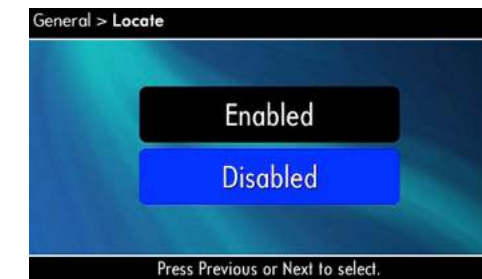 General > Locate
Enabled
Disabled
Press Previous or Next to select.